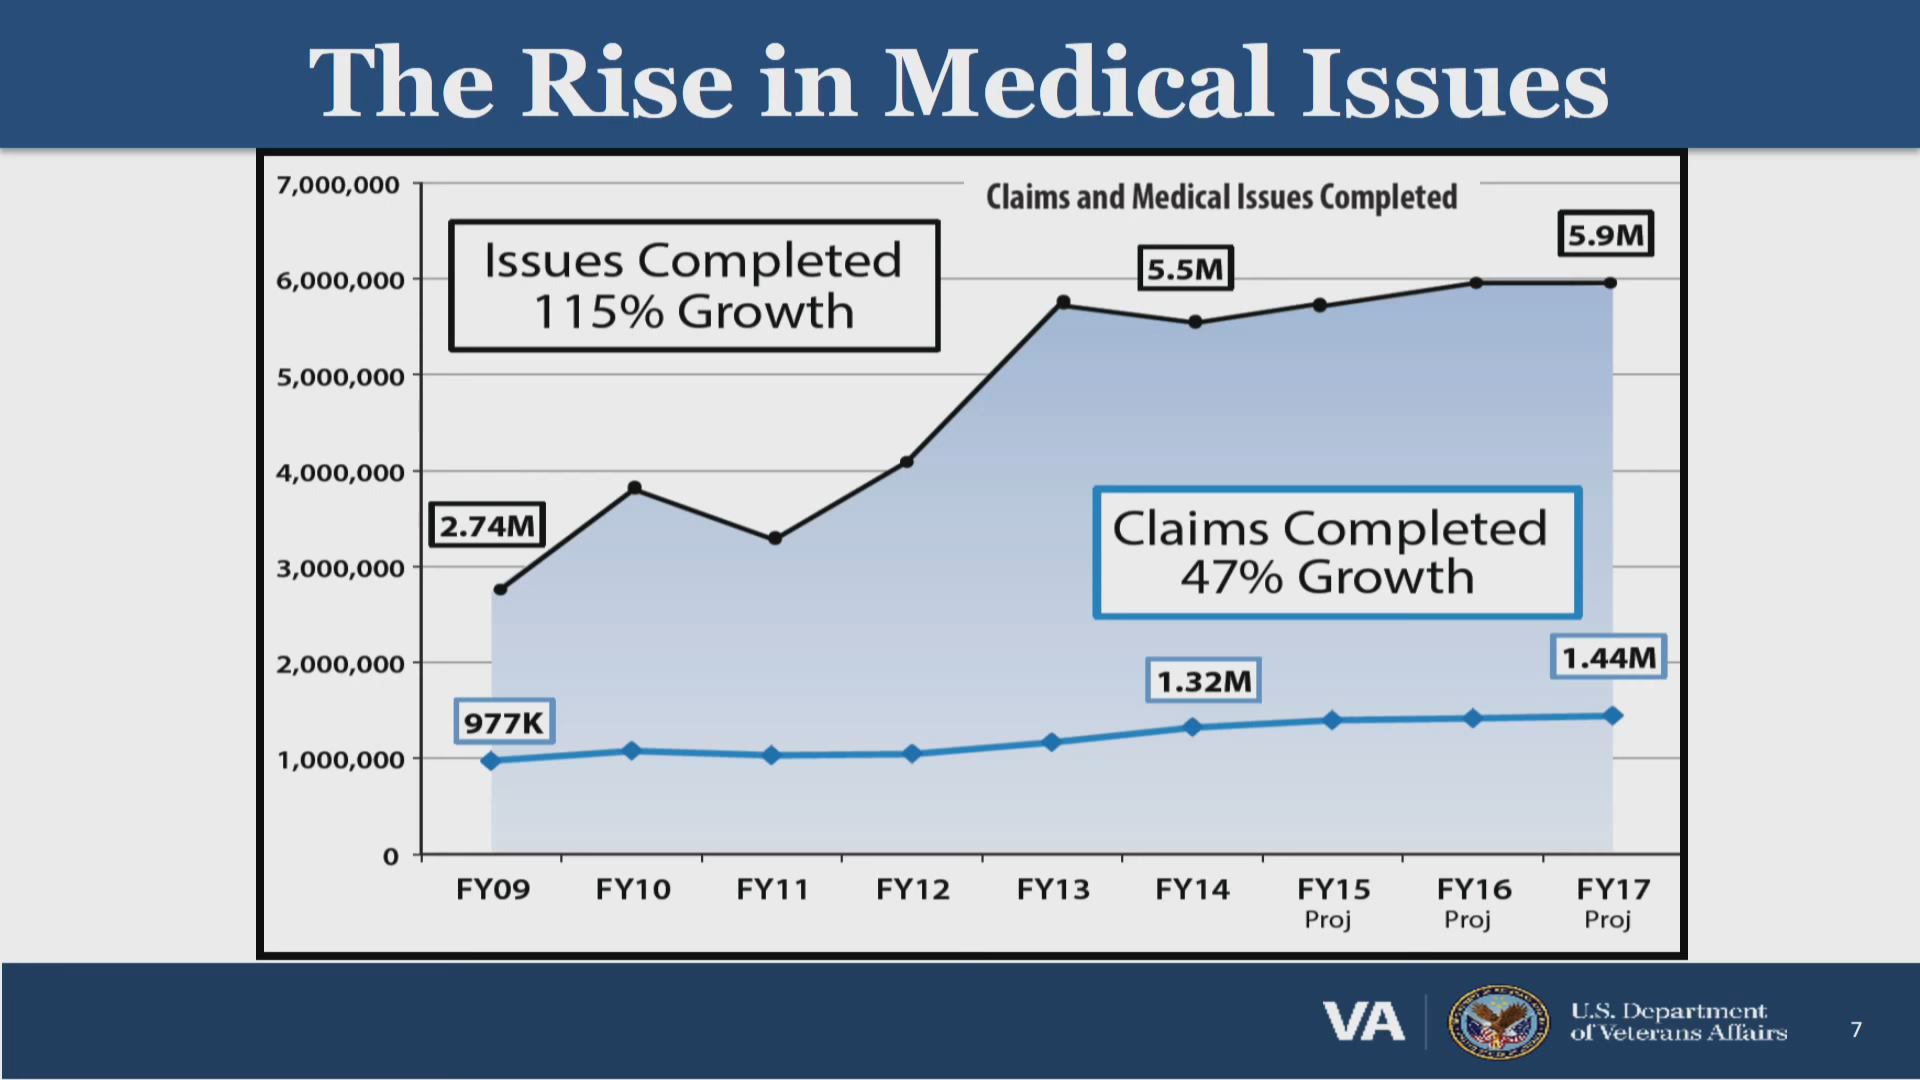 The Rise in Medical Issues
Claims and Medical Issues Completed
7,000,000
6,000,000
5,000,000
4,000,000
3,000,000
2,000,000
1,000,000
0
Issues Completed
115% Growth
5.5M
5.9M
2.74M
Claims Completed
47% Growth
977K
1.32M
1.44M
FY09 FY10 FY11 FY12 FY13 FY14 FY15 FY16 FY17
Proj Proj Proj
VA
U.S. Department
of Veterans Affairs
7